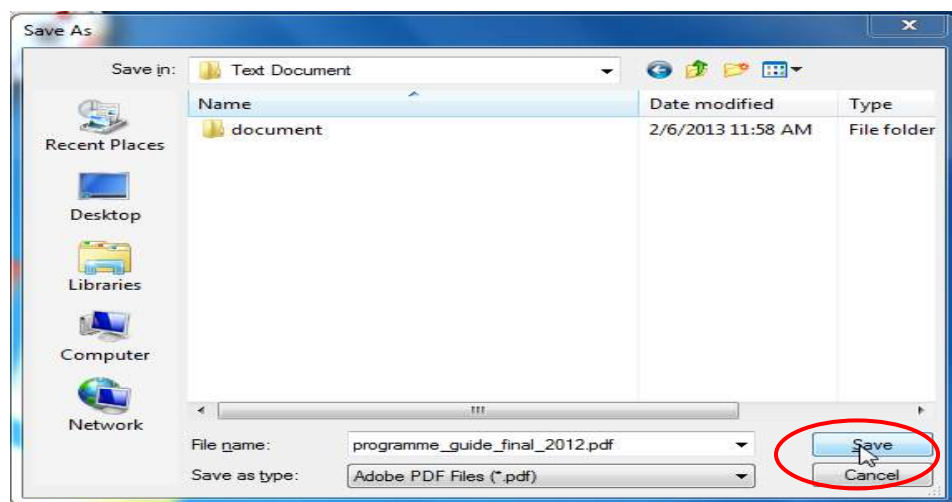 Save As
Save in: Text Document
Name Date modified Type
document 2/6/2013 11:58 AM File folder
Recent Places
Desktop
Libraries
Computer
Network
File name: programme_guide_final_2012.pdf Save
Save as type: Adobe PDF Files (*.pdf) Cancel